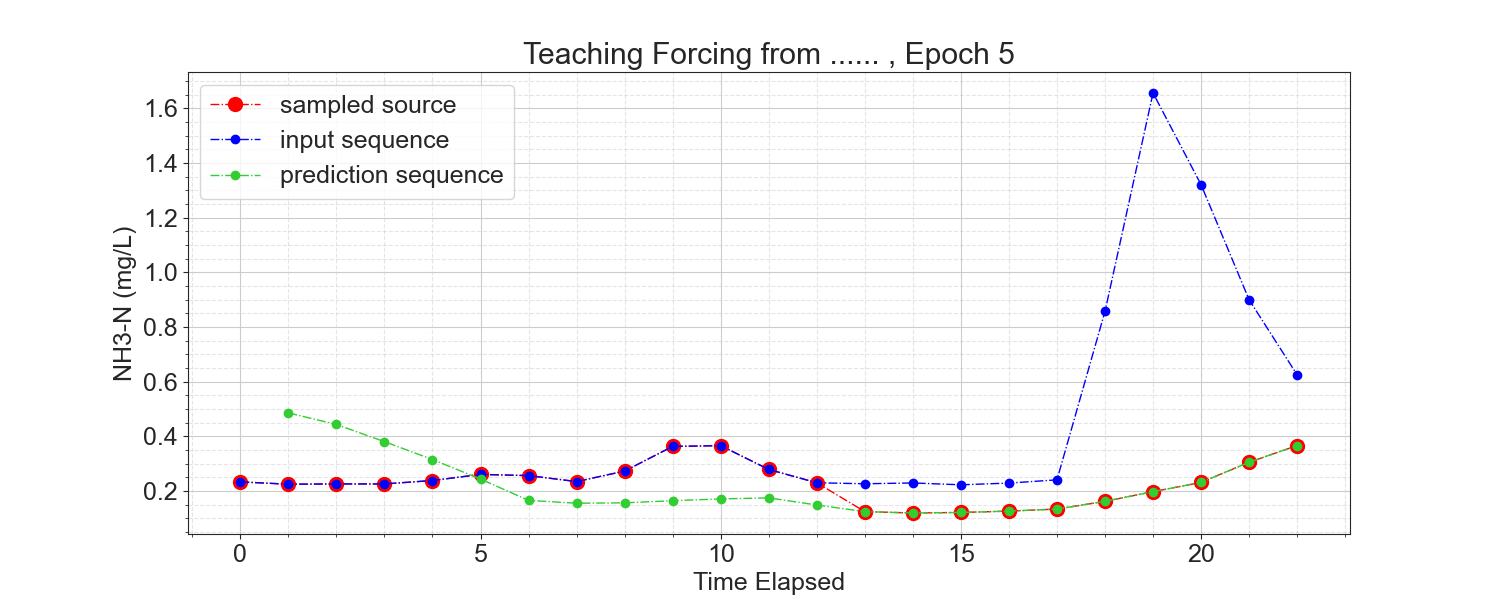 Teaching Forcing from ...... , Epoch 5
sampled source
input sequence
prediction sequence
NH3-N (mg/L)
1.6
1.4
1.2
1.0
0.8
0.6
0.4
0.2
0 5 10 15 20
Time Elapsed